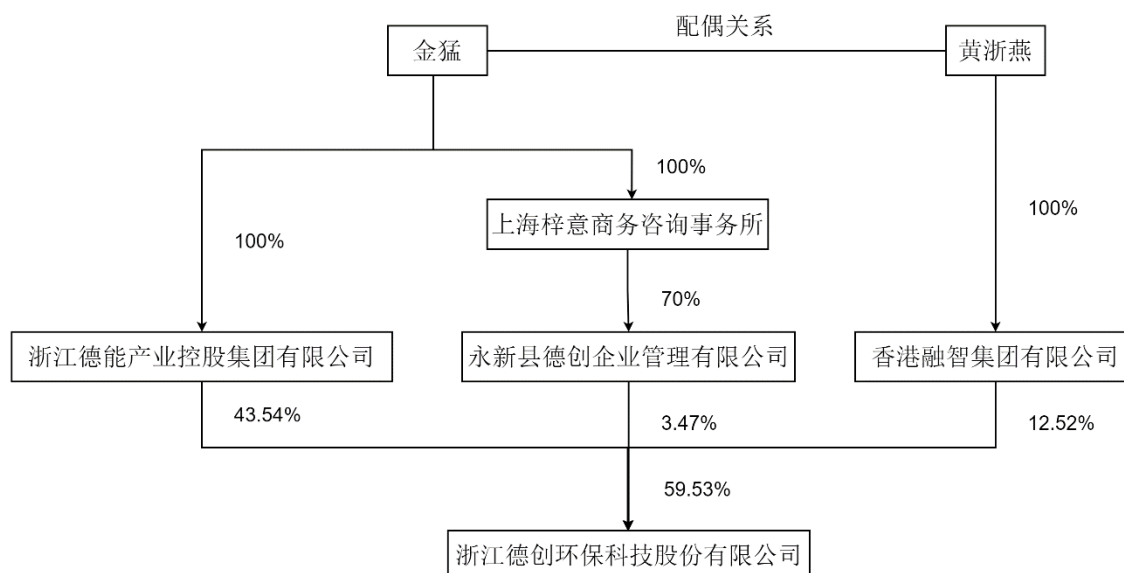 配偶关系
金猛
黄浙燕
100%
上海梓意商务咨询事务所
100%
100%
70%
浙江德能产业控股集团有限公司
永新县德创企业管理有限公司
香港融智集团有限公司
43.54%
3.47%
12.52%
59.53%
浙江德创环保科技股份有限公司